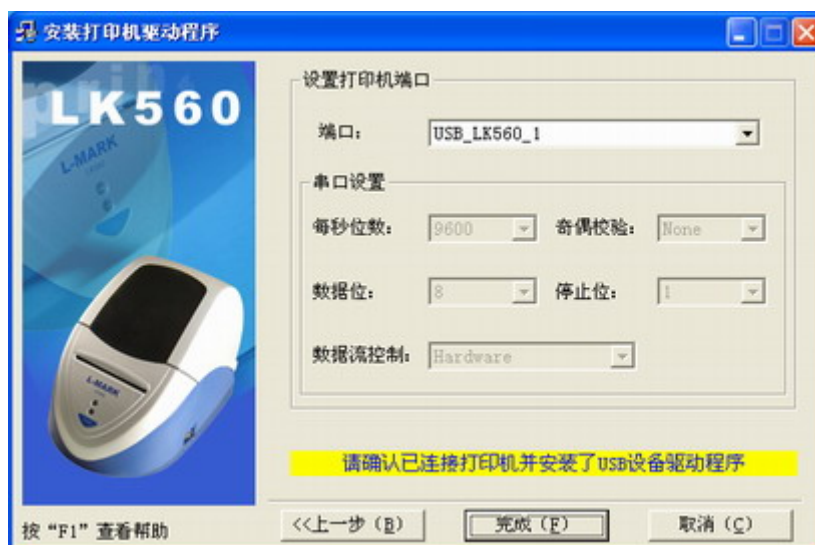 安装打印机驱动程序
print
LK560
L-MARK
L-MARK
按 “F1” 查看帮助
设置打印机端口
端口: USB_LK560_1
串口设置
每秒位数: 9600 奇偶校验: None
数据位: 8 停止位: 1
数据流控制: Hardware
请确认已连接打印机并安装了USB设备驱动程序
<<上一步 (B) 完成 (F) 取消 (C)